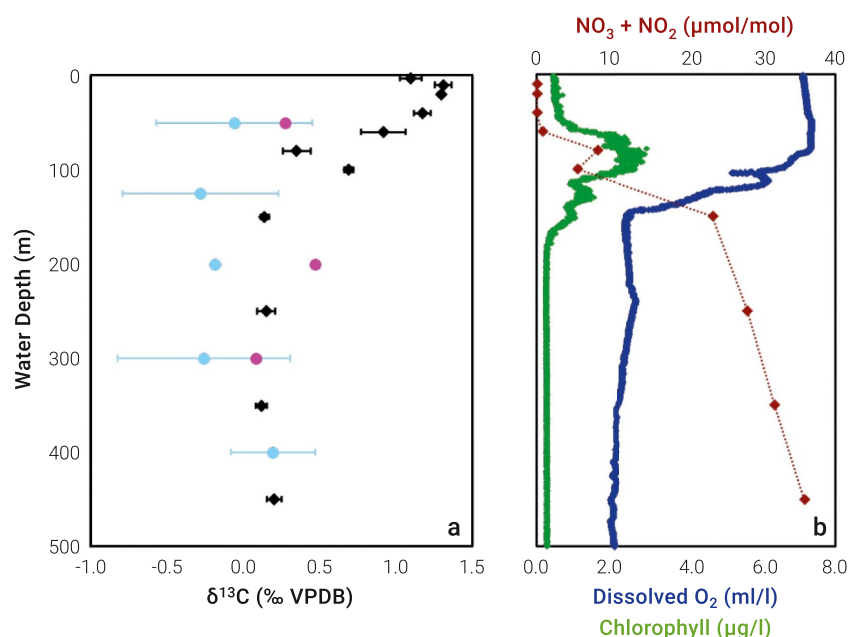 NO₃ + NO₂ (µmol/mol)
0 10 20 30 40
0
100
200
300
400
500
Water Depth (m)
a
b
-1.0 -0.5 0.0 0.5 1.0 1.5
0.0 2.0 4.0 6.0 8.0
δ¹³C (‰ VPDB)
Dissolved O₂ (ml/l)
Chlorophyll (µg/l)